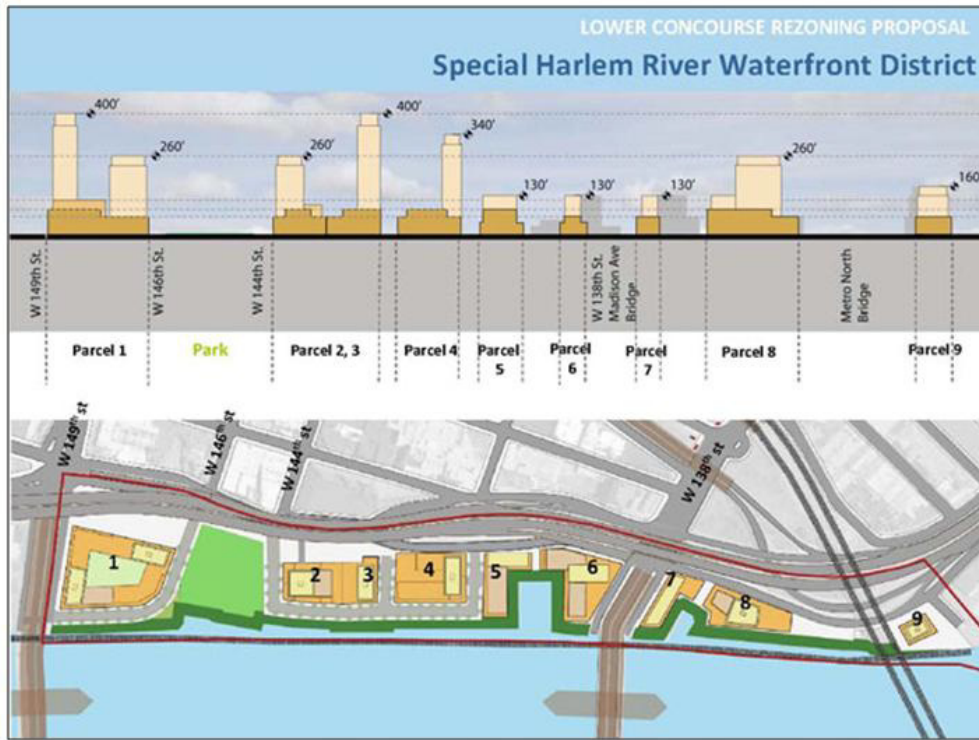 LOWER CONCOURSE REZONING PROPOSAL
Special Harlem River Waterfront District
400'
260'
260'
400'
340'
130'
130'
130'
260'
160'
W 149th St.
W 146th St.
W 144th St.
W 138th St.
Madison Ave
Bridge
Metro North
Bridge
Parcel 1
Park
Parcel 2, 3
Parcel 4
Parcel
5
Parcel
6
Parcel
7
Parcel 8
Parcel 9
W 149th st
W 146th st
W 144th st
W 138th st
1
2
3
4
5
6
7
8
9